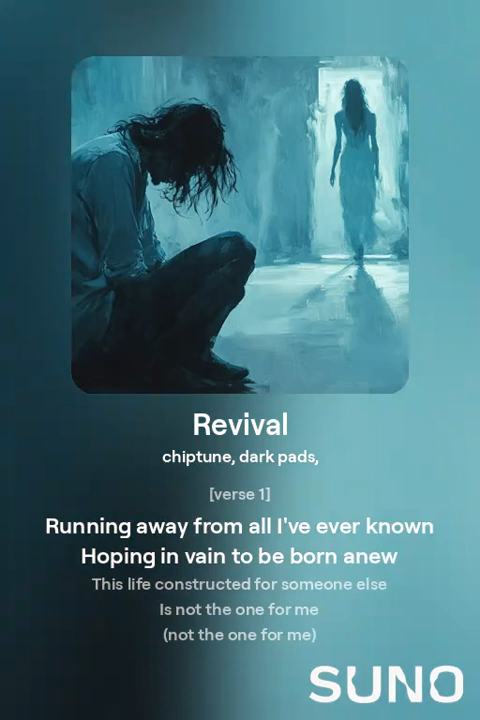 Revival
chiptune, dark pads,
[verse 1]
Running away from all I've ever known
Hoping in vain to be born anew
This life constructed for someone else
Is not the one for me
(not the one for me)
SUNO